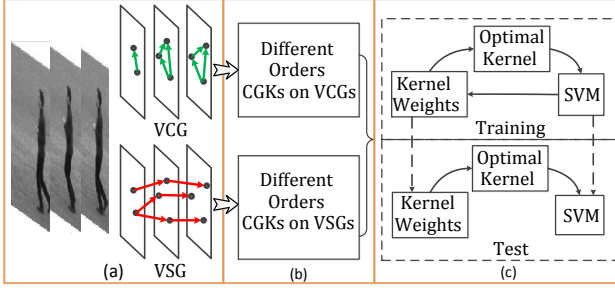 VCG
VSG
(a)
Different
Orders
CGKs on VCGs
Different
Orders
CGKs on VSGs
(b)
Optimal
Kernel
Kernel
Weights
SVM
Training
Optimal
Kernel
Kernel
Weights
SVM
Test
(c)